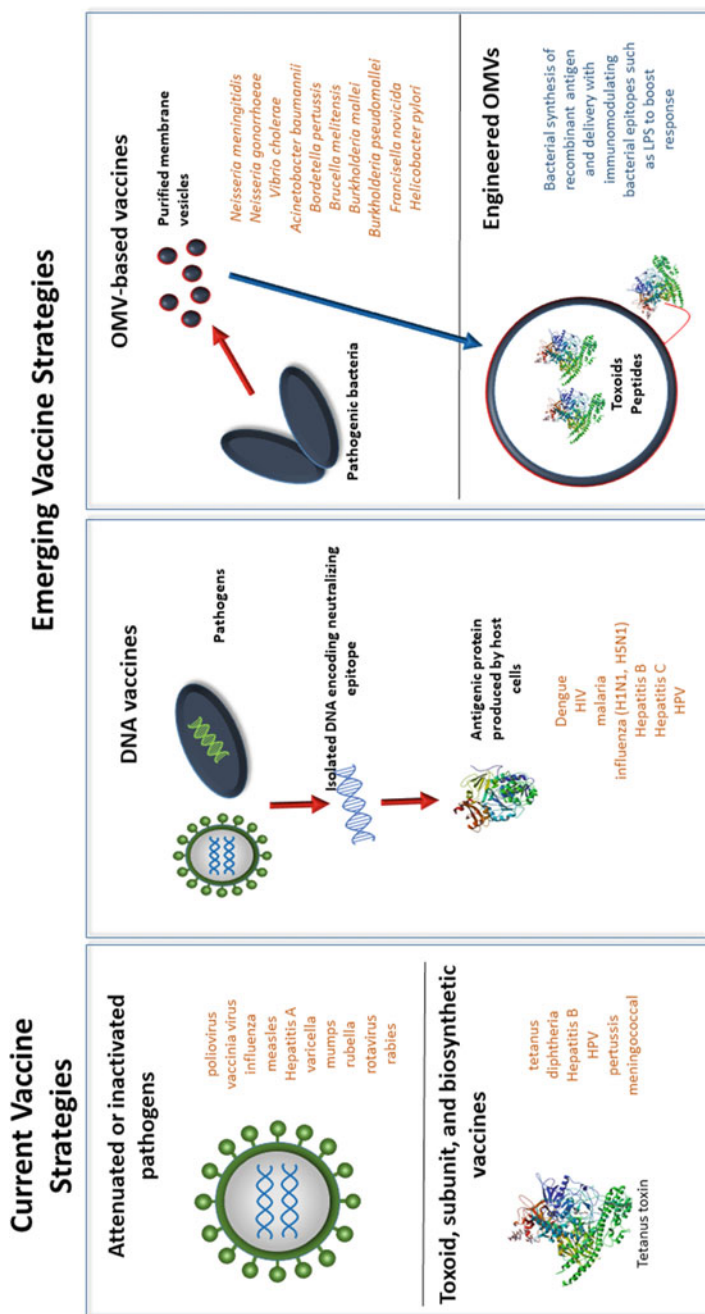 Current Vaccine
Strategies
Emerging Vaccine Strategies
Attenuated or inactivated
pathogens
poliovirus
vaccinia virus
influenza
measles
Hepatitis A
varicella
mumps
rubella
rotavirus
rabies
Toxoid, subunit, and biosynthetic
vaccines
tetanus
diphtheria
Hepatitis B
HPV
pertussis
meningococcal
Tetanus toxin
DNA vaccines
Pathogens
Isolated DNA encoding neutralizing
epitope
Antigenic protein
produced by host
cells
Dengue
HIV
malaria
influenza (H1N1, H5N1)
Hepatitis B
Hepatitis C
HPV
OMV-based vaccines
Purified membrane
vesicles
Pathogenic bacteria
Neisseria meningitidis
Neisseria gonorrhoeae
Vibrio cholerae
Acinetobacter baumannii
Bordetella pertussis
Brucella melitensis
Burkholderia mallei
Burkholderia pseudomallei
Francisella novicida
Helicobacter pylori
Engineered OMVs
Toxoids
Peptides
Bacterial synthesis of
recombinant antigen
and delivery with
immunomodulating
bacterial epitopes such
as LPS to boost
response